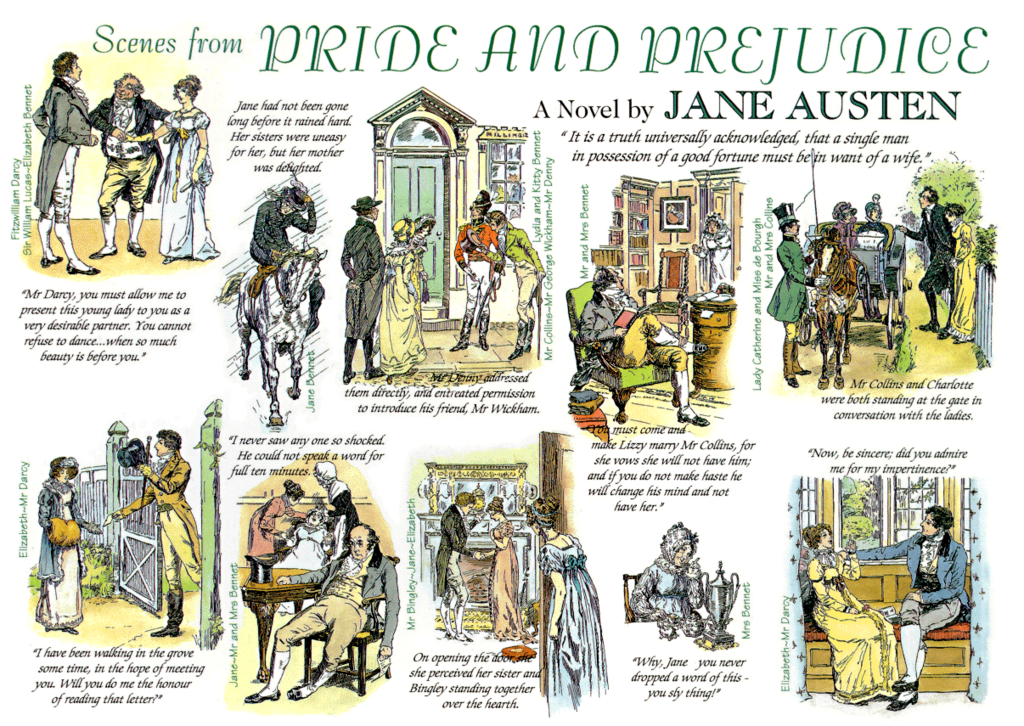 Scenes from PRIDE AND PREJUDICE
A Novel by JANE AUSTEN
"It is a truth universally acknowledged, that a single man
in possession of a good fortune must be in want of a wife."
Fitzwilliam Darcy
Sir William Lucas~Elizabeth Bennet
"Mr Darcy, you must allow me to
present this young lady to you as a
very desirable partner. You cannot
refuse to dance...when so much
beauty is before you."
Jane had not been gone
long before it rained hard.
Her sisters were uneasy
for her, but her mother
was delighted.
Jane Bennet
MILLINER
Lydia and Kitty Bennet
Mr Collins~Mr George Wickham~Mr Denny
Mr Denny addressed
them directly, and entreated permission
to introduce his friend, Mr Wickham.
Mr and Mrs Bennet
"You must come and
make Lizzy marry Mr Collins, for
she vows she will not have him;
and if you do not make haste he
will change his mind and not
have her."
Lady Catherine and Miss de Bourgh
Mr and Mrs Collins
Mr Collins and Charlotte
were both standing at the gate in
conversation with the ladies.
Elizabeth~Mr Darcy
"I have been walking in the grove
some time, in the hope of meeting
you. Will you do me the honour
of reading that letter?"
"I never saw any one so shocked.
He could not speak a word for
full ten minutes."
Jane~Mr and Mrs Bennet
Mr Bingley~Jane~Elizabeth
On opening the door, she
she perceived her sister and
Bingley standing together
over the hearth.
Mrs Bennet
"Why, Jane you never
dropped a word of this -
you sly thing!"
"Now, be sincere; did you admire
me for my impertinence?"
Elizabeth~Mr Darcy